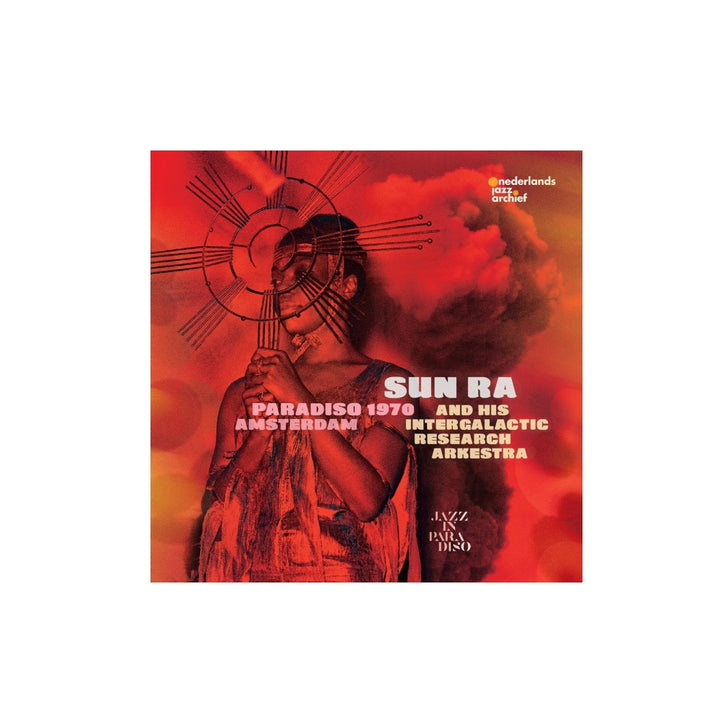 nederlands
jazz
archief
SUN RA
PARADISO 1970
AMSTERDAM
AND HIS
INTERGALACTIC
RESEARCH
ARKESTRA
JAZZ
IN
PARA
DISO